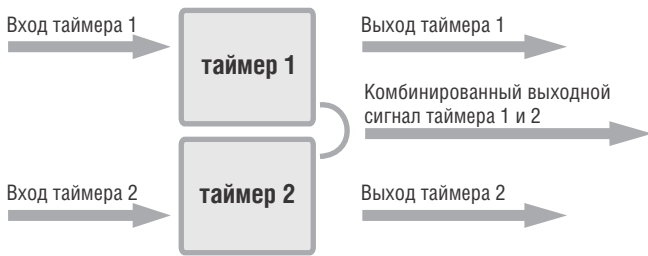 Вход таймера 1
таймер 1
Выход таймера 1
Комбинированный выходной
сигнал таймера 1 и 2
Вход таймера 2
таймер 2
Выход таймера 2